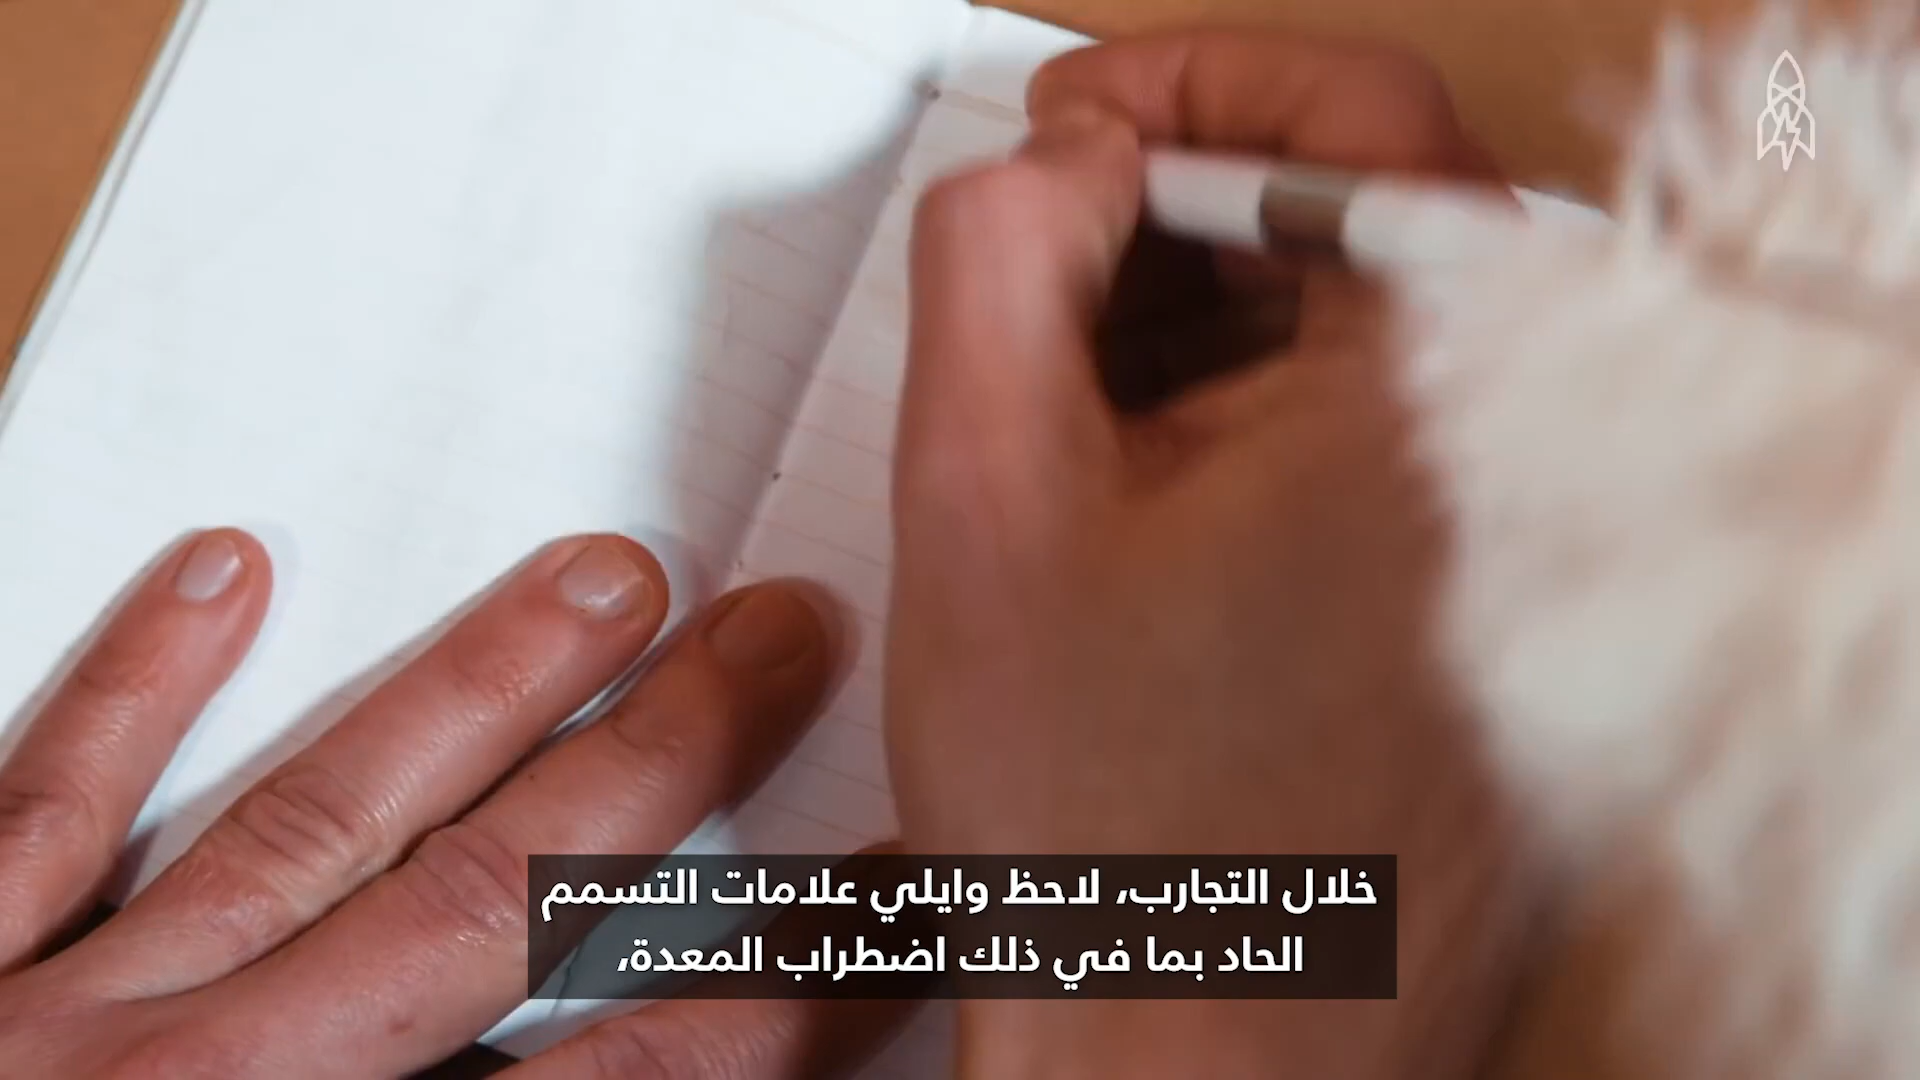 خلال التجارب، لاحظ وايلي علامات التسمم
الحاد بما في ذلك اضطراب المعدة،